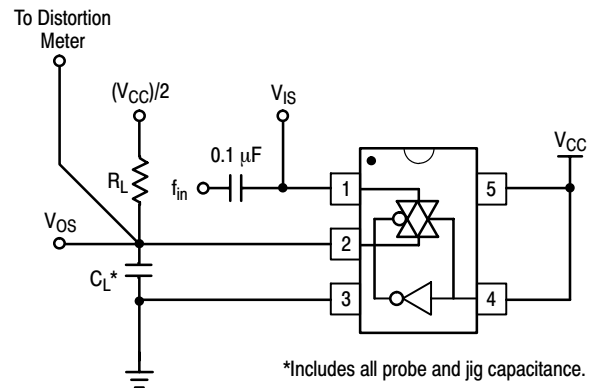 To Distortion
Meter
(VCC)/2
VIS
0.1 μF
VCC
RL
fin
1
5
VOS
2
CL*
3
4
*Includes all probe and jig capacitance.